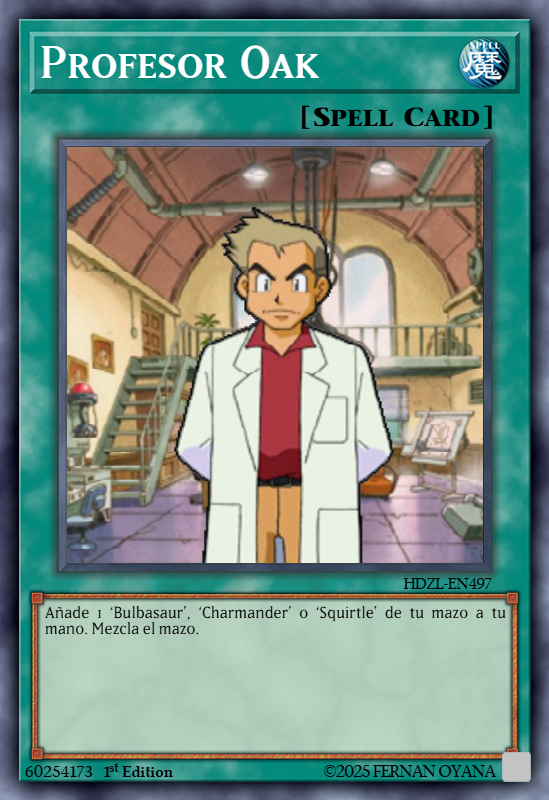 Profesor Oak
SPELL
魔
[Spell Card]
HDZL-EN497
Añade 1 ‘Bulbasaur’, ‘Charmander’ o ‘Squirtle’ de tu mazo a tu
mano. Mezcla el mazo.
60254173 1st Edition ©2025 FERNAN OYANA